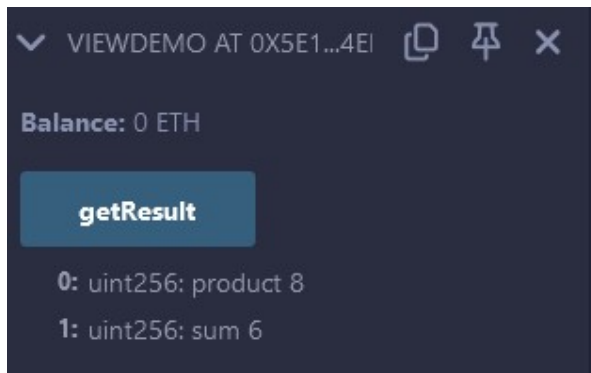 VIEWDEMO AT 0X5E1...4E
Balance: 0 ETH
getResult
0: uint256: product 8
1: uint256: sum 6